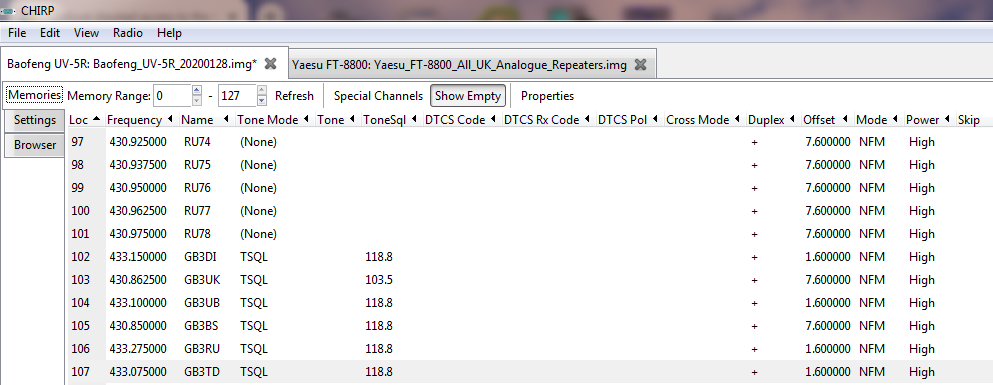 CHIRP
File Edit View Radio Help
Baofeng UV-5R: Baofeng_UV-5R_20200128.img* Yaesu FT-8800: Yaesu_FT-8800_All_UK_Analogue_Repeaters.img
Memories Memory Range: 0 - 127 Refresh Special Channels Show Empty Properties
Settings
Browser
Loc Frequency Name Tone Mode Tone ToneSql DTCS Code DTCS Rx Code DTCS Pol Cross Mode Duplex Offset Mode Power Skip
97 430.925000 RU74 (None) + 7.600000 NFM High
98 430.937500 RU75 (None) + 7.600000 NFM High
99 430.950000 RU76 (None) + 7.600000 NFM High
100 430.962500 RU77 (None) + 7.600000 NFM High
101 430.975000 RU78 (None) + 7.600000 NFM High
102 433.150000 GB3DI TSQL 118.8 + 1.600000 NFM High
103 430.862500 GB3UK TSQL 103.5 + 7.600000 NFM High
104 433.100000 GB3UB TSQL 118.8 + 1.600000 NFM High
105 430.850000 GB3BS TSQL 118.8 + 7.600000 NFM High
106 433.275000 GB3RU TSQL 118.8 + 1.600000 NFM High
107 433.075000 GB3TD TSQL 118.8 + 1.600000 NFM High